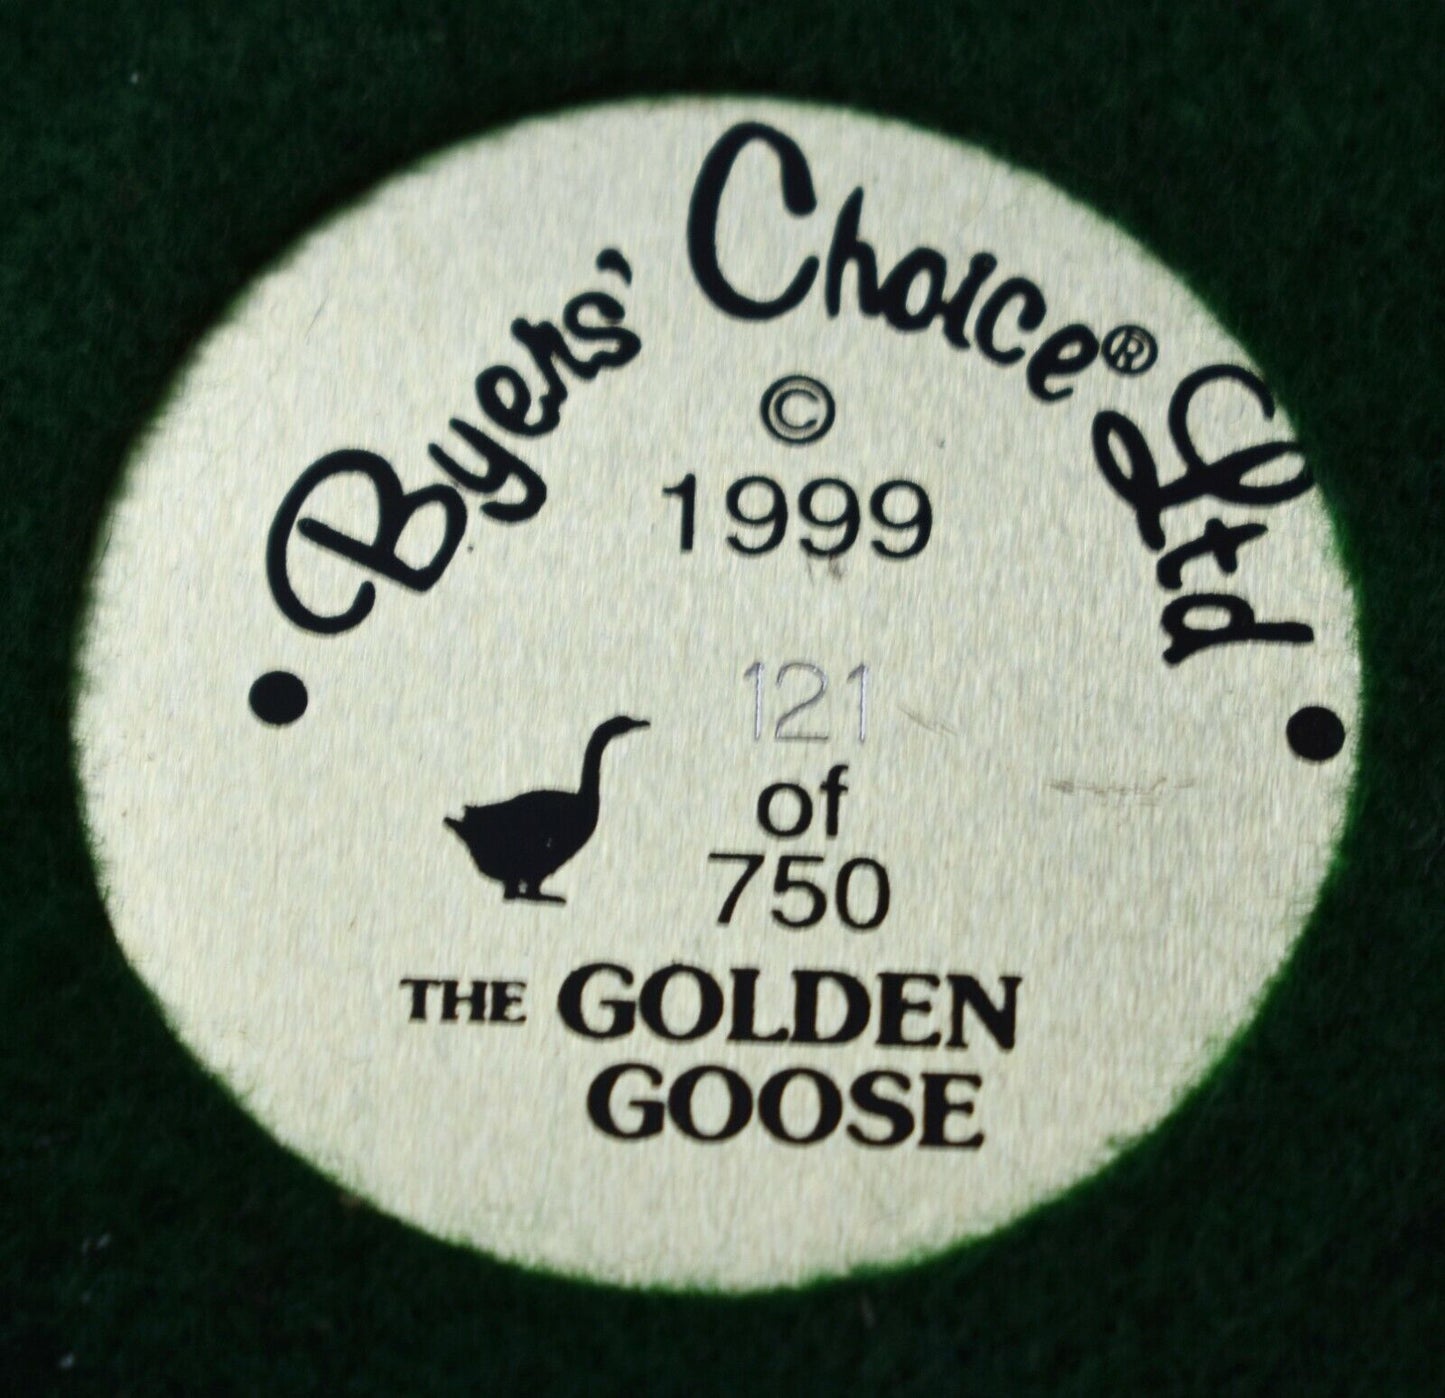 Byers' Choice® Ltd
©
1999
121
of
750
THE GOLDEN
GOOSE